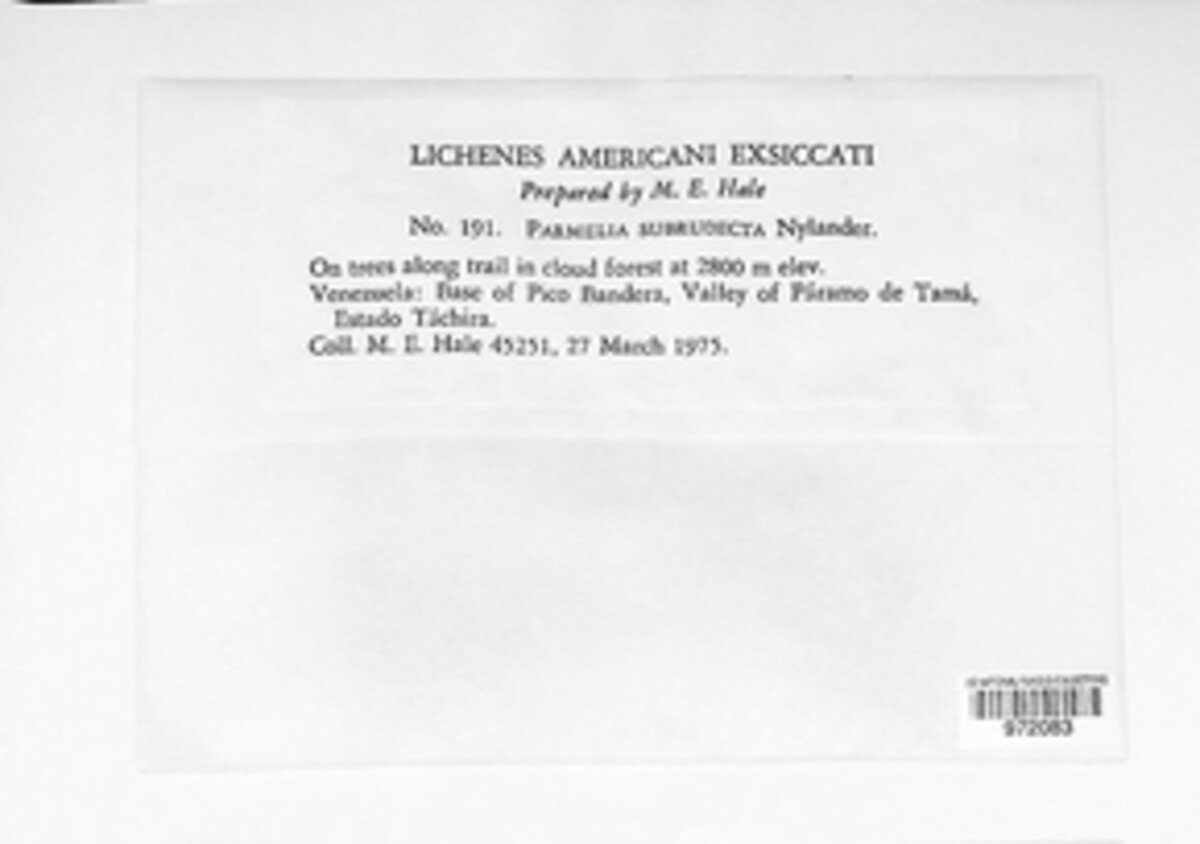 LICHENES AMERICANI EXSICCATI
Prepared by M. E. Hale
No. 191. PARMELIA SUBRUDECTA Nylander.
On trees along trail in cloud forest at 2800 m elev.
Venezuela: Base of Pico Bandera, Valley of Páramo de Tamá,
Estado Táchira.
Coll. M. E. Hale 45251, 27 March 1975.
972083